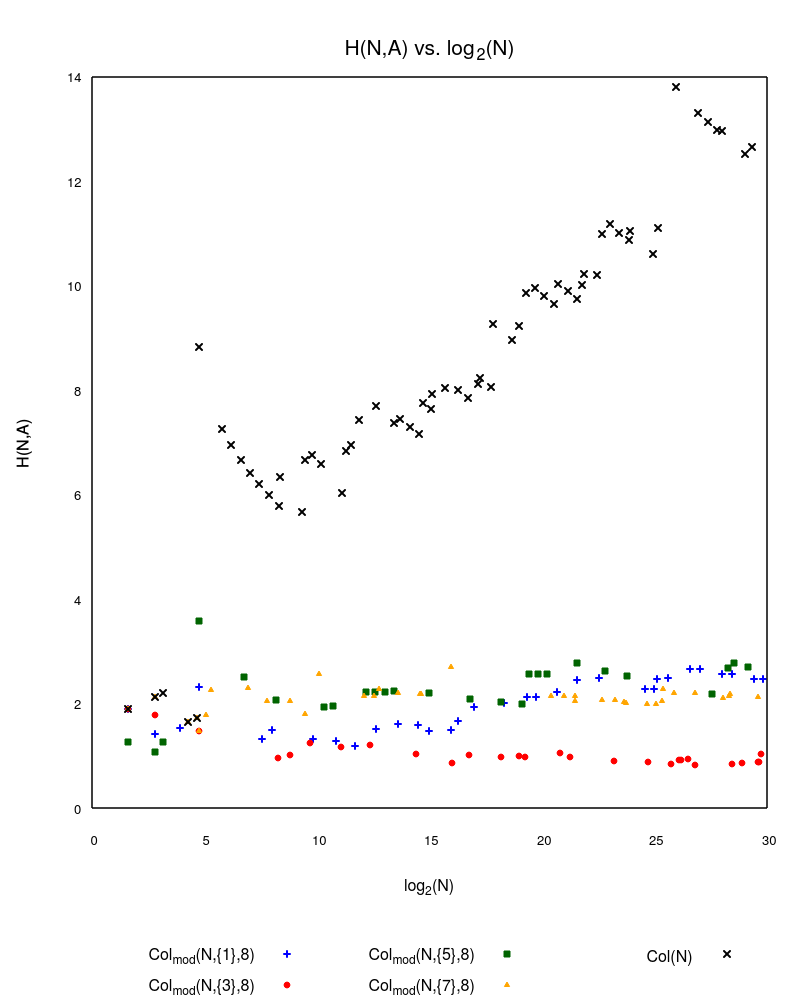 H(N,A) vs. log2(N)
14
12
10
8
6
4
2
0
H(N,A)
0 5 10 15 20 25 30
log2(N)
Colmod(N,{1},8) Colmod(N,{5},8) Col(N)
Colmod(N,{3},8) Colmod(N,{7},8)